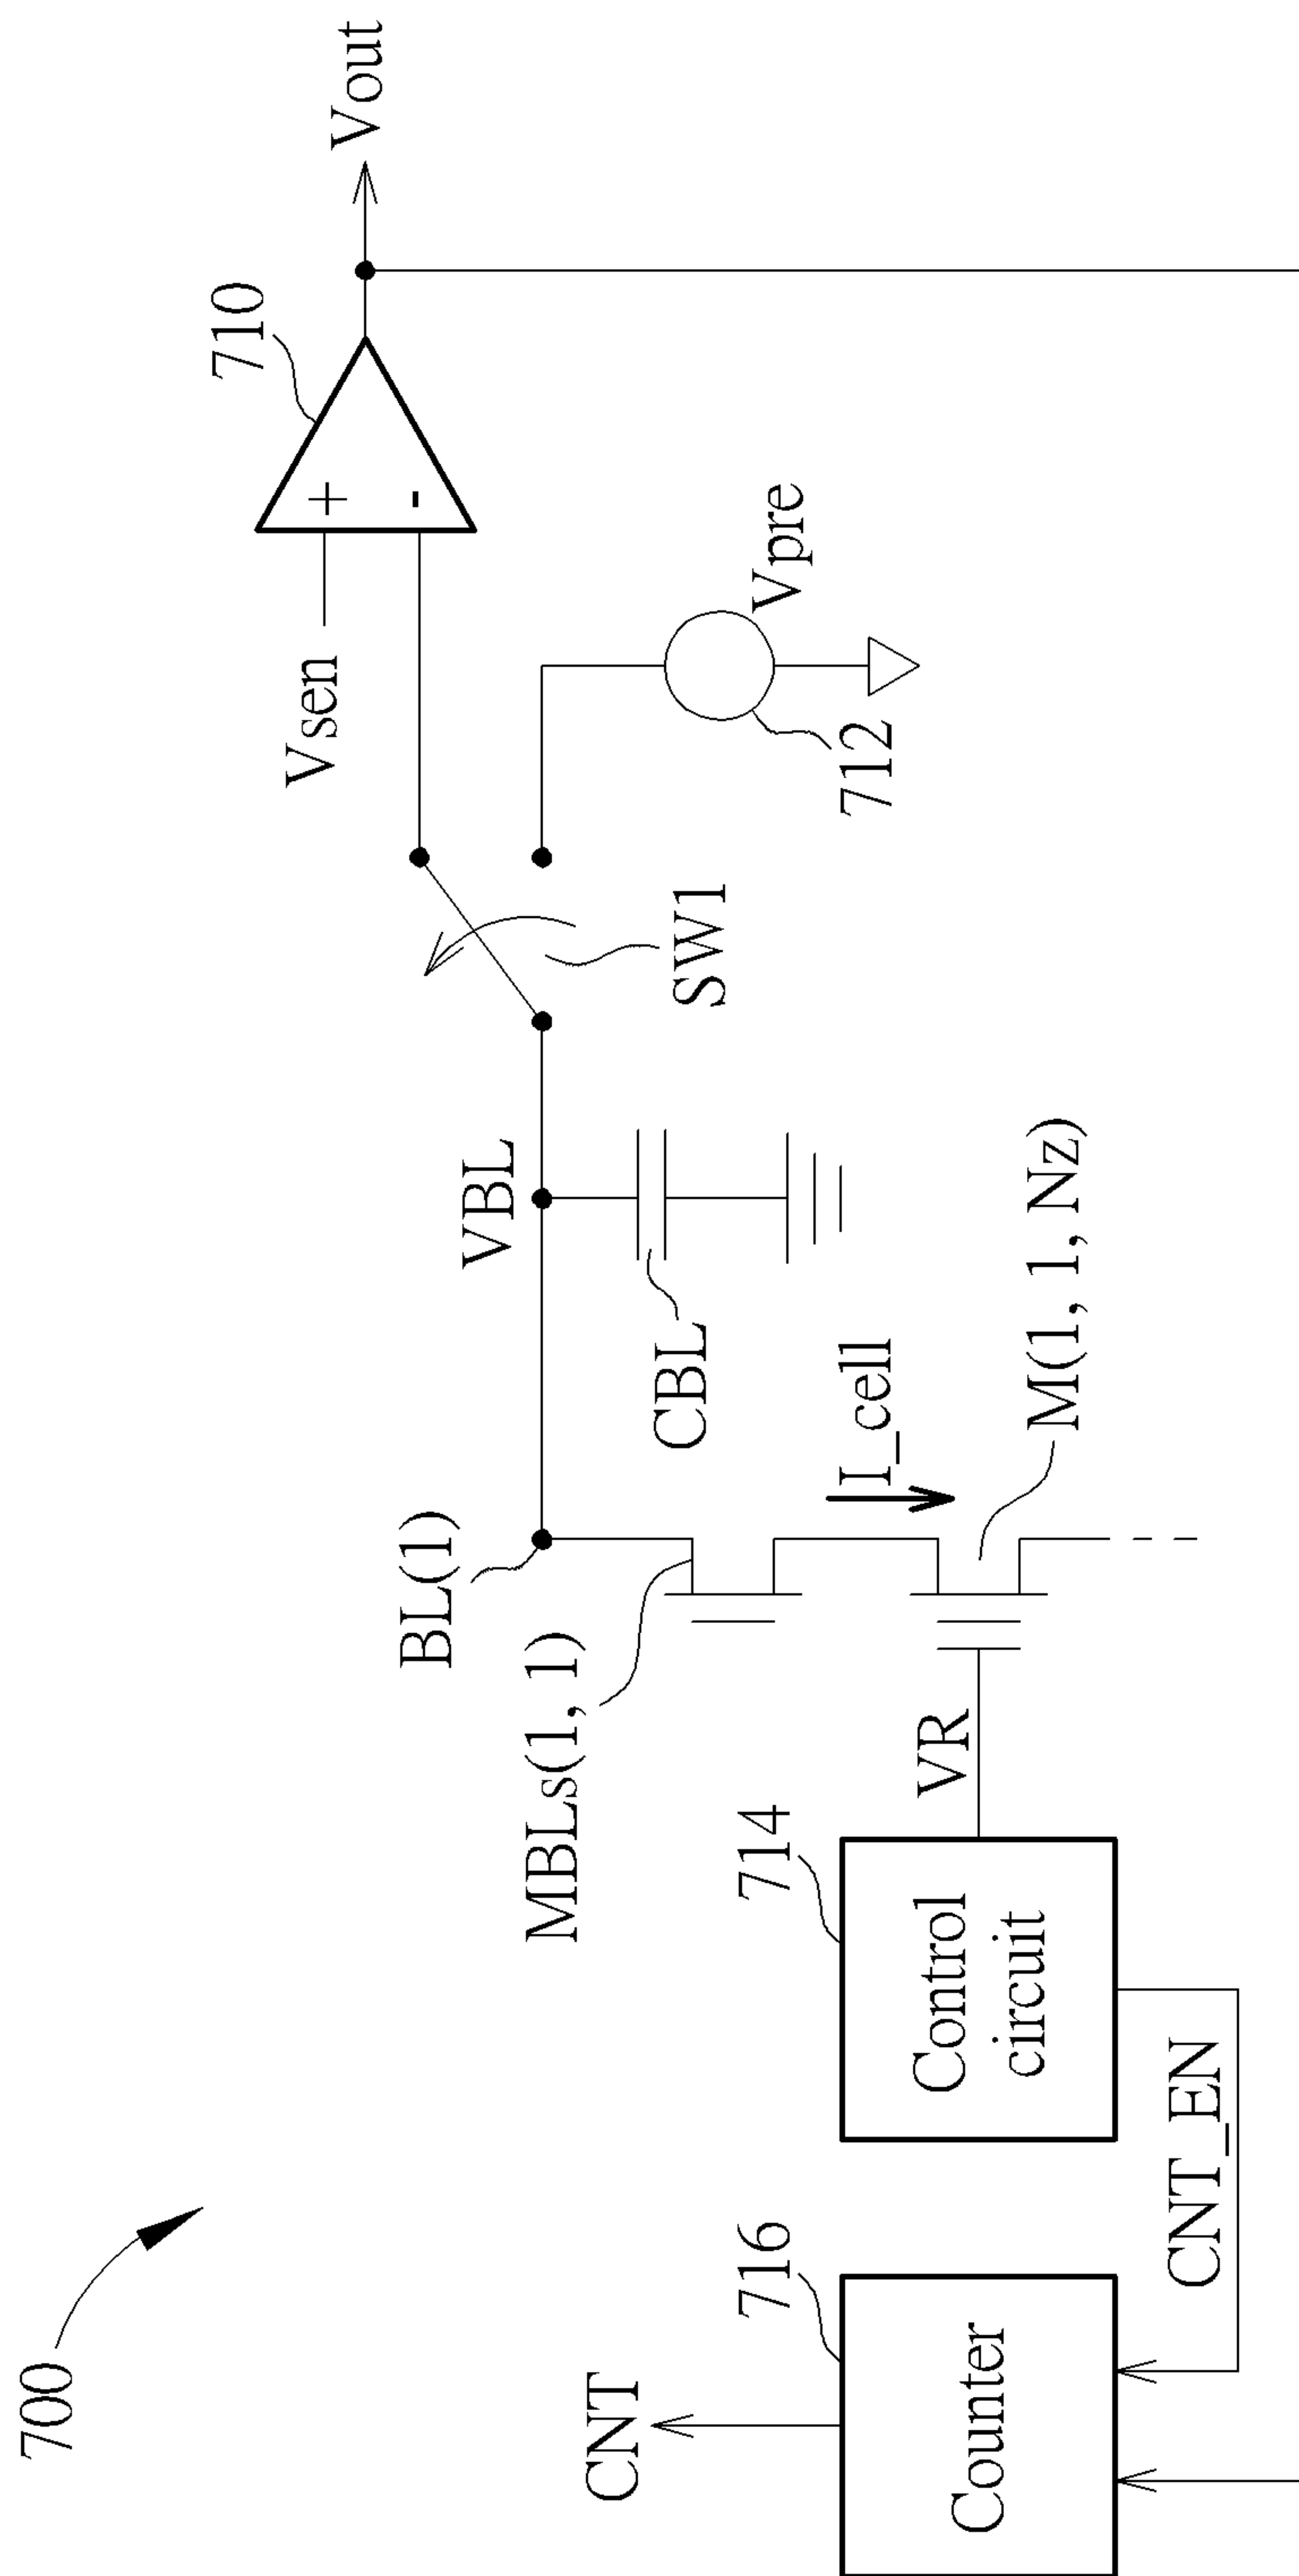 700
710
Vout
Vsen
+
-
Vpre
712
SW1
VBL
CBL
BL(1)
MBLs(1, 1)
I_cell
M(1, 1, Nz)
VR
714
Control
circuit
CNT_EN
716
Counter
CNT